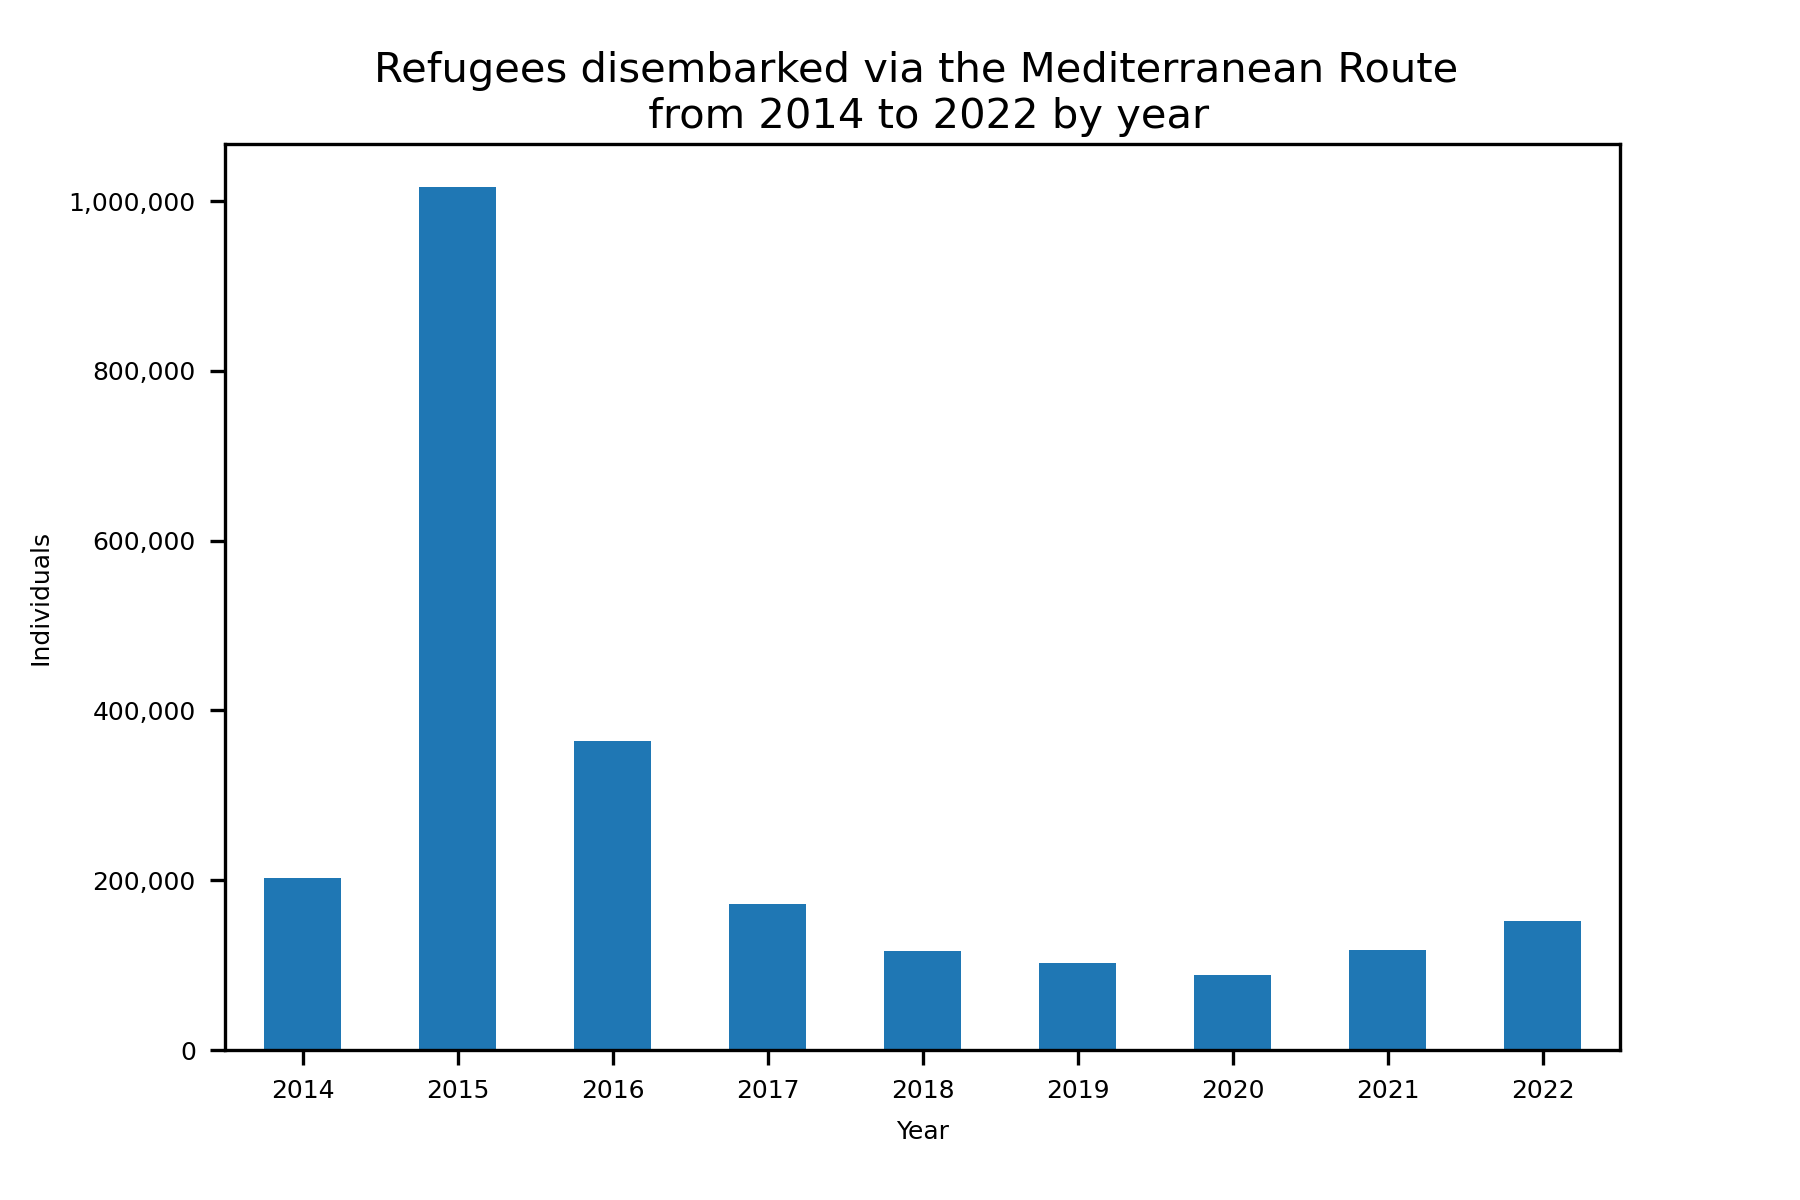 Refugees disembarked via the Mediterranean Route
from 2014 to 2022 by year
1,000,000
800,000
600,000
400,000
200,000
0
Individuals
2014 2015 2016 2017 2018 2019 2020 2021 2022
Year